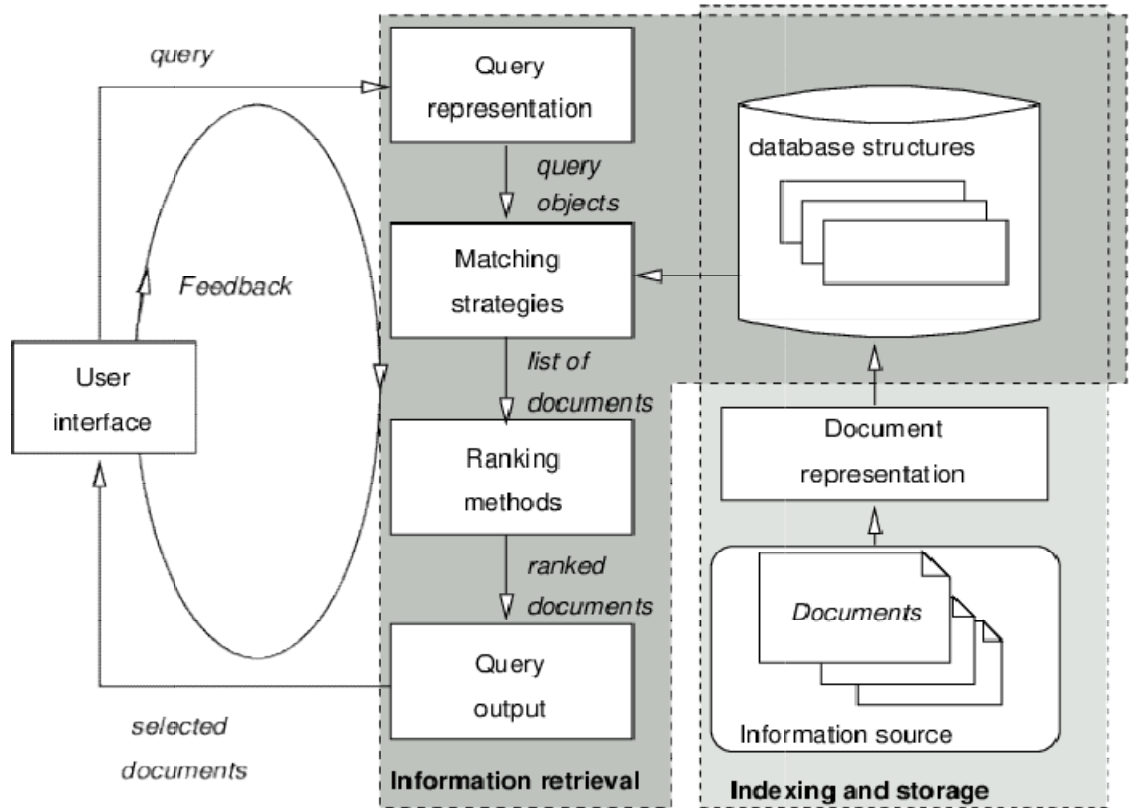 query
Query
representation
query
objects
Matching
strategies
Feedback
User
interface
list of
documents
Ranking
methods
ranked
documents
Query
output
selected
documents
Information retrieval
database structures
Document
representation
Documents
Information source
Indexing and storage